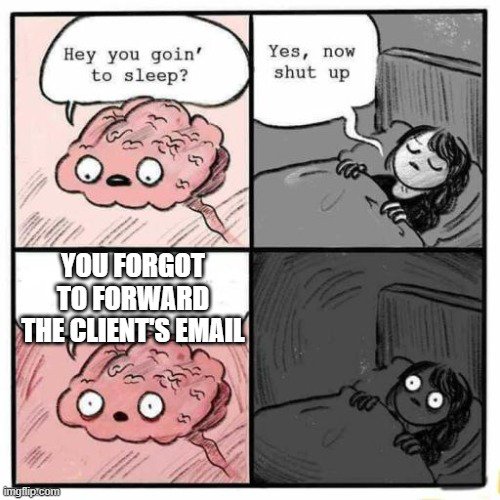 Hey you goin'
to sleep?
Yes, now
shut up
YOU FORGOT
TO FORWARD
THE CLIENT'S EMAIL
imgflip.com